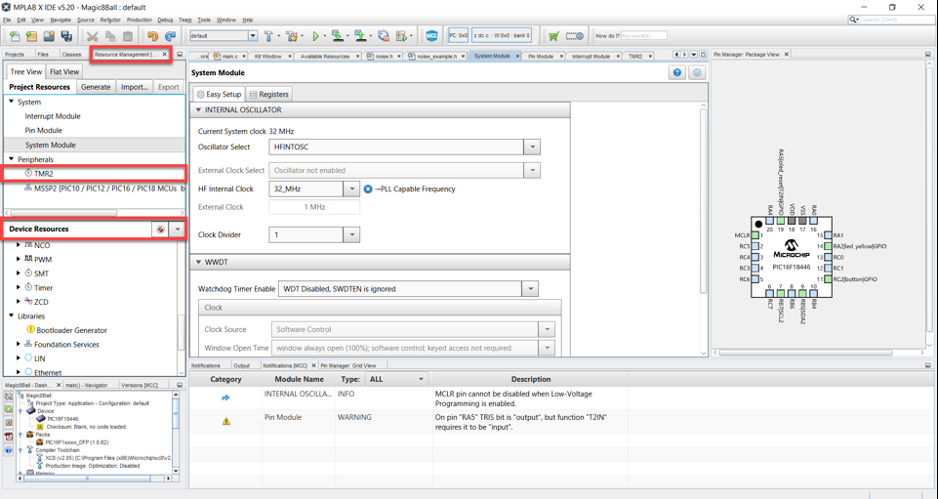 MPLAB X IDE v5.20 - Magic8Ball : default
File Edit View Navigate Source Refactor Production Debug Team Tools Window Help
Search (Ctrl+I)
default
PC: 0x0
z dc c : W:0x0 : bank 0
How do I? Keyword(s)
Projects Files Classes Resource Management [...
Tree View Flat View
Project Resources Generate Import... Export
System
Interrupt Module
Pin Module
System Module
Peripherals
TMR2
MSSP2 [PIC10 / PIC12 / PIC16 / PIC18 MCUs b
Device Resources
NCO
PWM
SMT
Timer
ZCD
Libraries
Bootloader Generator
Foundation Services
LIN
Ethernet
Magic8Ball - Dash... main() - Navigator Versions [MCC]
Magic8Ball
Project Type: Application - Configuration: default
Device
PIC16F18446
Checksum: Blank, no code loaded
Packs
PIC16F1xxxx_DFP (1.0.62)
Compiler Toolchain
XC8 (v2.05) [C:\Program Files (x86)\Microchip\xc8\v2
Production Image: Optimization: Disabled
Memory
...ore main.c Kit Window Available Resources noise.h noise_example.h System Module Pin Module Interrupt Module TMR2
System Module
Easy Setup Registers
INTERNAL OSCILLATOR
Current System clock 32 MHz
Oscillator Select HFINTOSC
External Clock Select Oscillator not enabled
HF Internal Clock 32_MHz PLL Capable Frequency
External Clock 1 MHz
Clock Divider 1
WWDT
Watchdog Timer Enable WDT Disabled, SWDTEN is ignored
Clock
Clock Source Software Control
Window Open Time window always open (100%); software control; keyed access not required
Notifications Output Notifications [MCC] Pin Manager: Grid View
Category Module Name Type: ALL Description
INTERNAL OSCILLA... INFO MCLR pin cannot be disabled when Low-Voltage
Programming is enabled.
Pin Module WARNING On pin "RA5" TRIS bit is "output", but function "T2IN"
requires it to be "input".
Pin Manager: Package View
RA4
RA5|oled_reset|T2IN|GPIO
VDD
VSS
RA0
20 19 18 17 16
MCLR 1 15 RA1
RC5 2 14 RA2|led_yellow|GPIO
RC4 3 13 RC0
RC3 4 12 RC1
RC6 5 11 RC2|button|GPIO
MICROCHIP
PIC16F18446
6 7 8 9 10
RC7
RB7|SCL2
RB6
RB5|SDA2
RB4